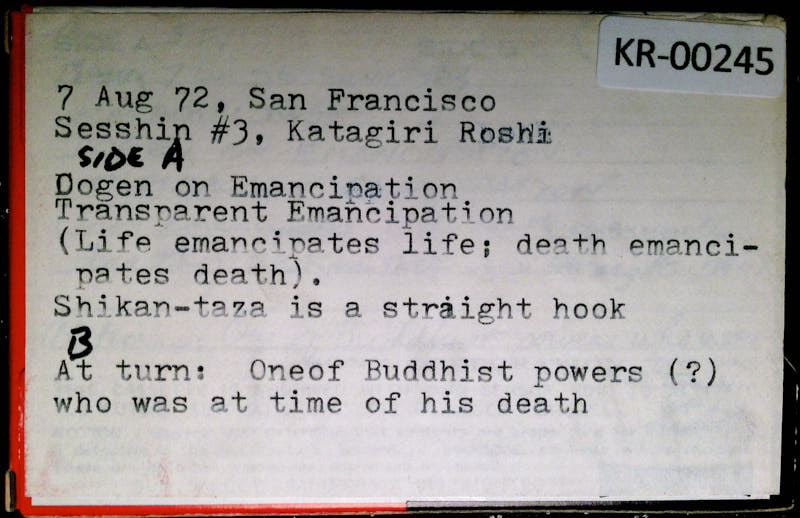 KR-00245
7 Aug 72, San Francisco
Sesshin #3, Katagiri Roshi
SIDE A
Dogen on Emancipation
Transparent Emancipation
(Life emancipates life; death emanci-
pates death).
Shikan-taza is a straight hook
B
At turn: Oneof Buddhist powers (?)
who was at time of his death